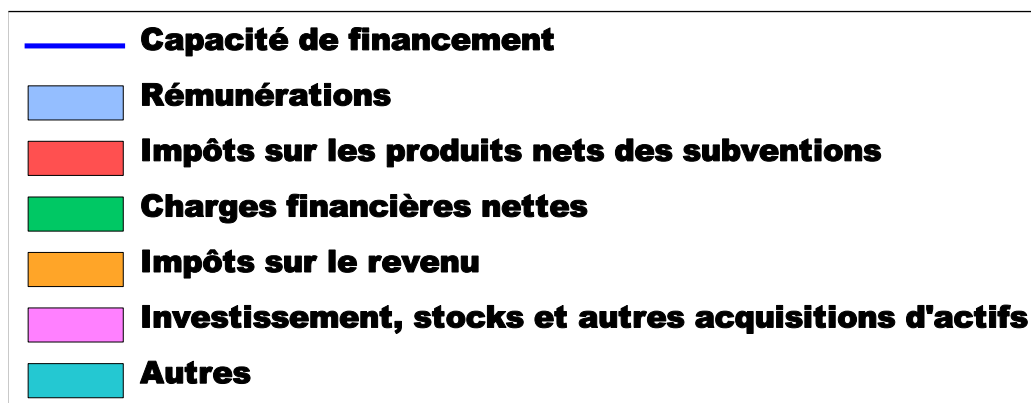 Capacité de financement
Rémunérations
Impôts sur les produits nets des subventions
Charges financières nettes
Impôts sur le revenu
Investissement, stocks et autres acquisitions d'actifs
Autres